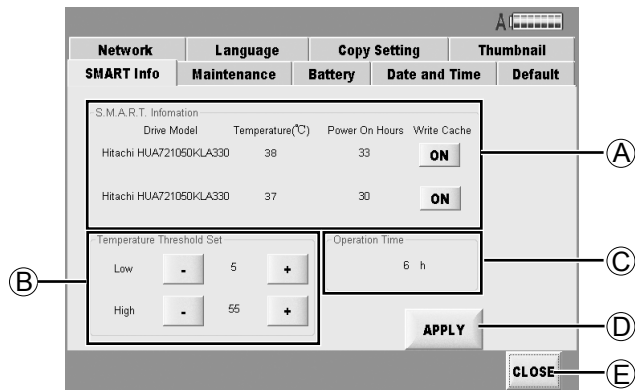 A
Network Language Copy Setting Thumbnail
SMART Info Maintenance Battery Date and Time Default
S.M.A.R.T. Infomation
Drive Model Temperature(℃) Power On Hours Write Cache
Hitachi HUA721050KLA330 38 33 ON
Hitachi HUA721050KLA330 37 30 ON
A
Temperature Threshold Set
Low - 5 +
High - 55 +
B
Operation Time
6 h
C
APPLY
D
CLOSE
E